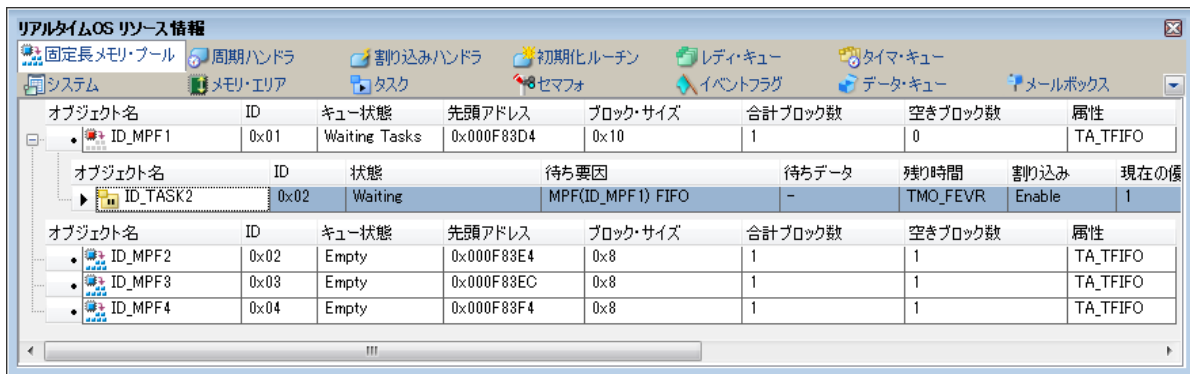 リアルタイムOS リソース情報
固定長メモリ・プール 周期ハンドラ 割り込みハンドラ 初期化ルーチン レディ・キュー タイマ・キュー
システム メモリ・エリア タスク セマフォ イベントフラグ データ・キュー メールボックス
オブジェクト名 ID キュー状態 先頭アドレス ブロック・サイズ 合計ブロック数 空きブロック数 属性
ID_MPF1 0x01 Waiting Tasks 0x000F83D4 0x10 1 0 TA_TFIFO
オブジェクト名 ID 状態 待ち要因 待ちデータ 残り時間 割り込み 現在の優
ID_TASK2 0x02 Waiting MPF(ID_MPF1) FIFO - TMO_FEVR Enable 1
オブジェクト名 ID キュー状態 先頭アドレス ブロック・サイズ 合計ブロック数 空きブロック数 属性
ID_MPF2 0x02 Empty 0x000F83E4 0x8 1 1 TA_TFIFO
ID_MPF3 0x03 Empty 0x000F83EC 0x8 1 1 TA_TFIFO
ID_MPF4 0x04 Empty 0x000F83F4 0x8 1 1 TA_TFIFO